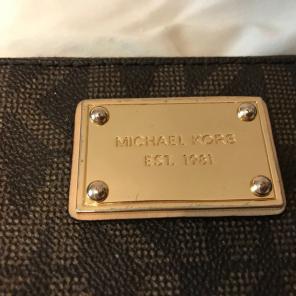 MICHAEL KORS
EST. 1981